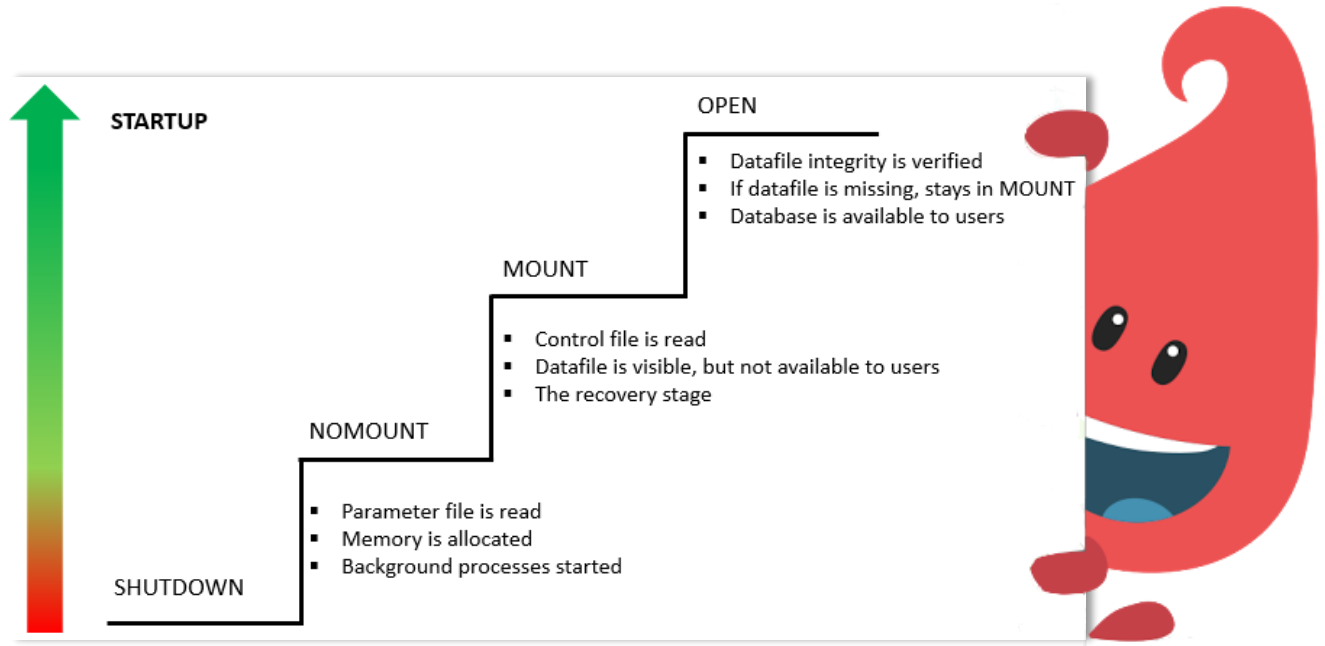 STARTUP
OPEN
▪ Datafile integrity is verified
▪ If datafile is missing, stays in MOUNT
▪ Database is available to users
MOUNT
▪ Control file is read
▪ Datafile is visible, but not available to users
▪ The recovery stage
NOMOUNT
▪ Parameter file is read
▪ Memory is allocated
▪ Background processes started
SHUTDOWN